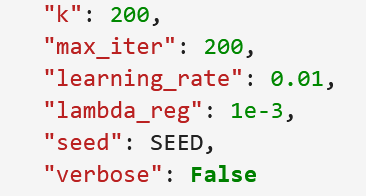 "k": 200,
"max_iter": 200,
"learning_rate": 0.01,
"lambda_reg": 1e-3,
"seed": SEED,
"verbose": False